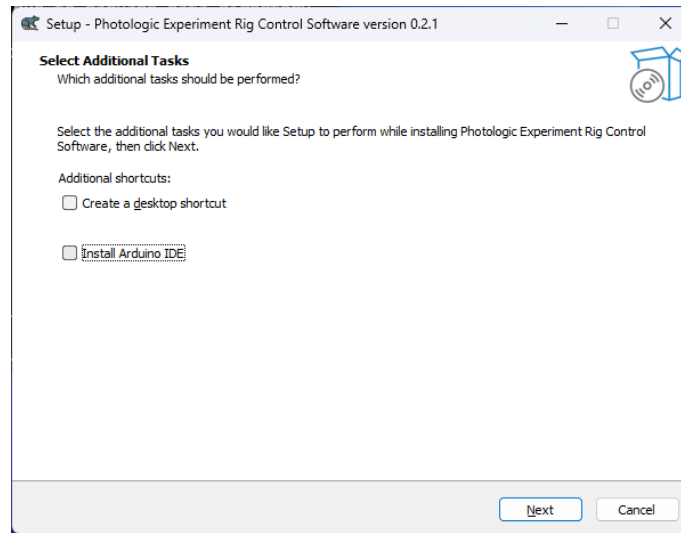 Setup - Photologic Experiment Rig Control Software version 0.2.1
Select Additional Tasks
Which additional tasks should be performed?
Select the additional tasks you would like Setup to perform while installing Photologic Experiment Rig Control
Software, then click Next.
Additional shortcuts:
Create a desktop shortcut
Install Arduino IDE
Next
Cancel